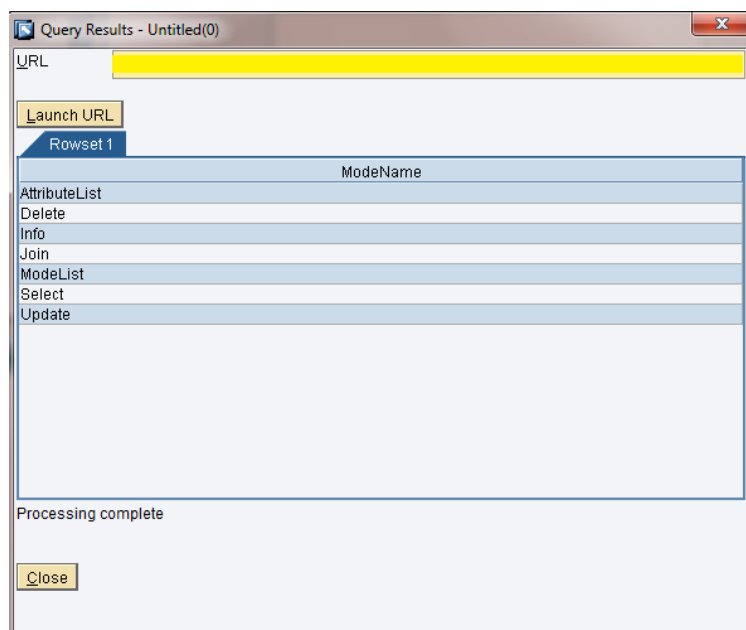 Query Results - Untitled(0)
URL
Launch URL
Rowset 1
ModeName
AttributeList
Delete
Info
Join
ModeList
Select
Update
Processing complete
Close